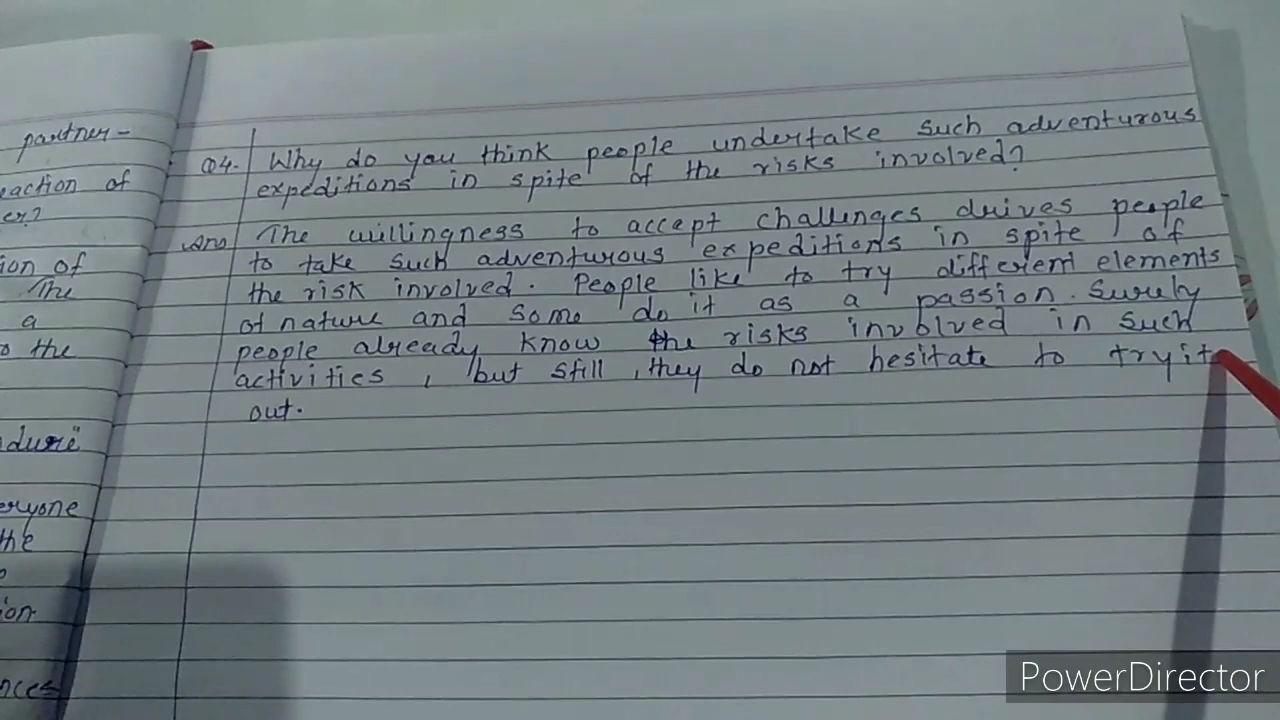 partner-
eaction of
er?
ion of
The
a
o the
dure
eryone
the
ion.
nces
Q4. Why do you think people undertake such adventurous
expeditions in spite of the risks involved?
Ans The willingness to accept challenges drives people
to take such adventurous expeditions in spite of
the risk involved. People like to try different elements
of nature and some do it as a passion. Surely
people already know the risks involved in such
activities, but still, they do not hesitate to try it
out.
PowerDirector